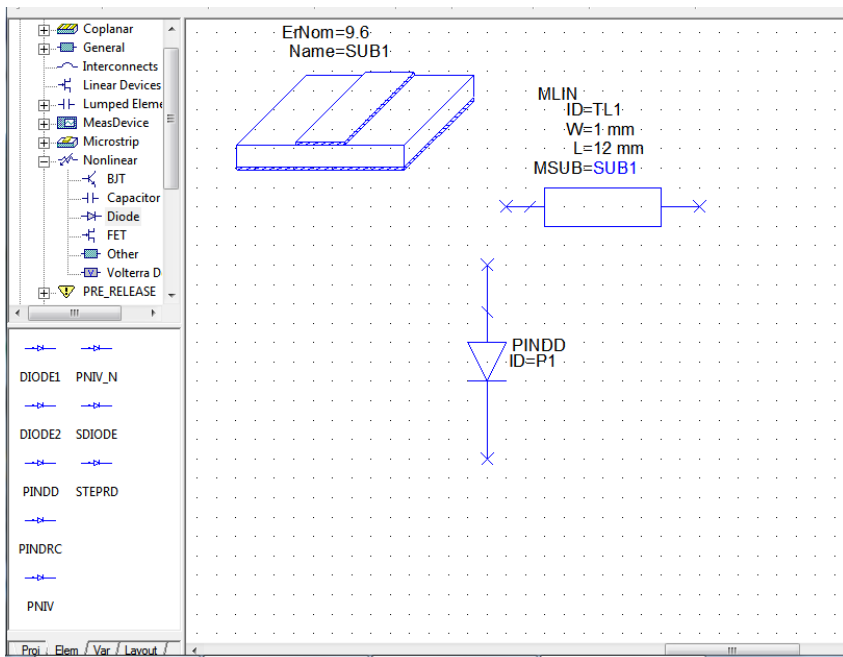 Coplanar
General
Interconnects
Linear Devices
Lumped Eleme
MeasDevice
Microstrip
Nonlinear
BJT
Capacitor
Diode
FET
Other
Volterra D
PRE_RELEASE
DIODE1 PNIV_N
DIODE2 SDIODE
PINDD STEPRD
PINDRC
PNIV
Proj Elem Var Layout
ErNom=9.6
Name=SUB1
MLIN
ID=TL1
W=1 mm
L=12 mm
MSUB=SUB1
PINDD
ID=P1